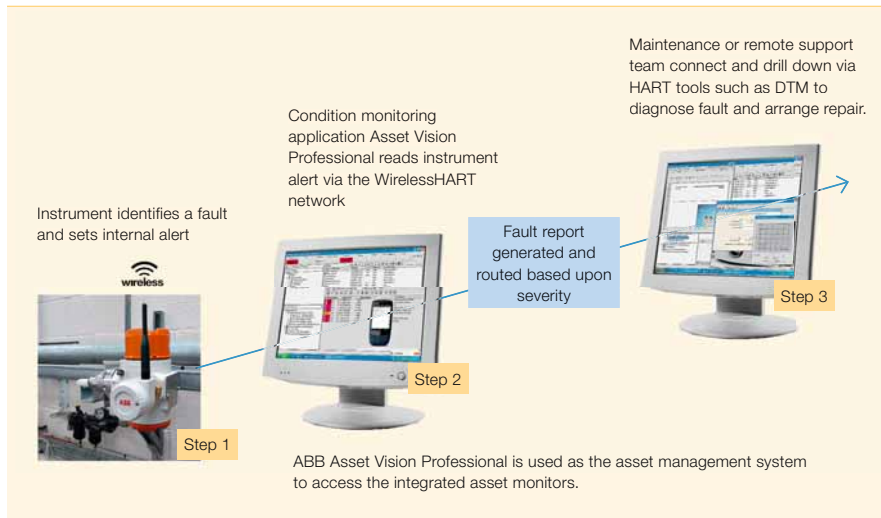 Maintenance or remote support
team connect and drill down via
HART tools such as DTM to
diagnose fault and arrange repair.
Condition monitoring
application Asset Vision
Professional reads instrument
alert via the WirelessHART
network
Instrument identifies a fault
and sets internal alert
wireless
ABB
Step 1
Step 2
Fault report
generated and
routed based upon
severity
Step 3
ABB Asset Vision Professional is used as the asset management system
to access the integrated asset monitors.